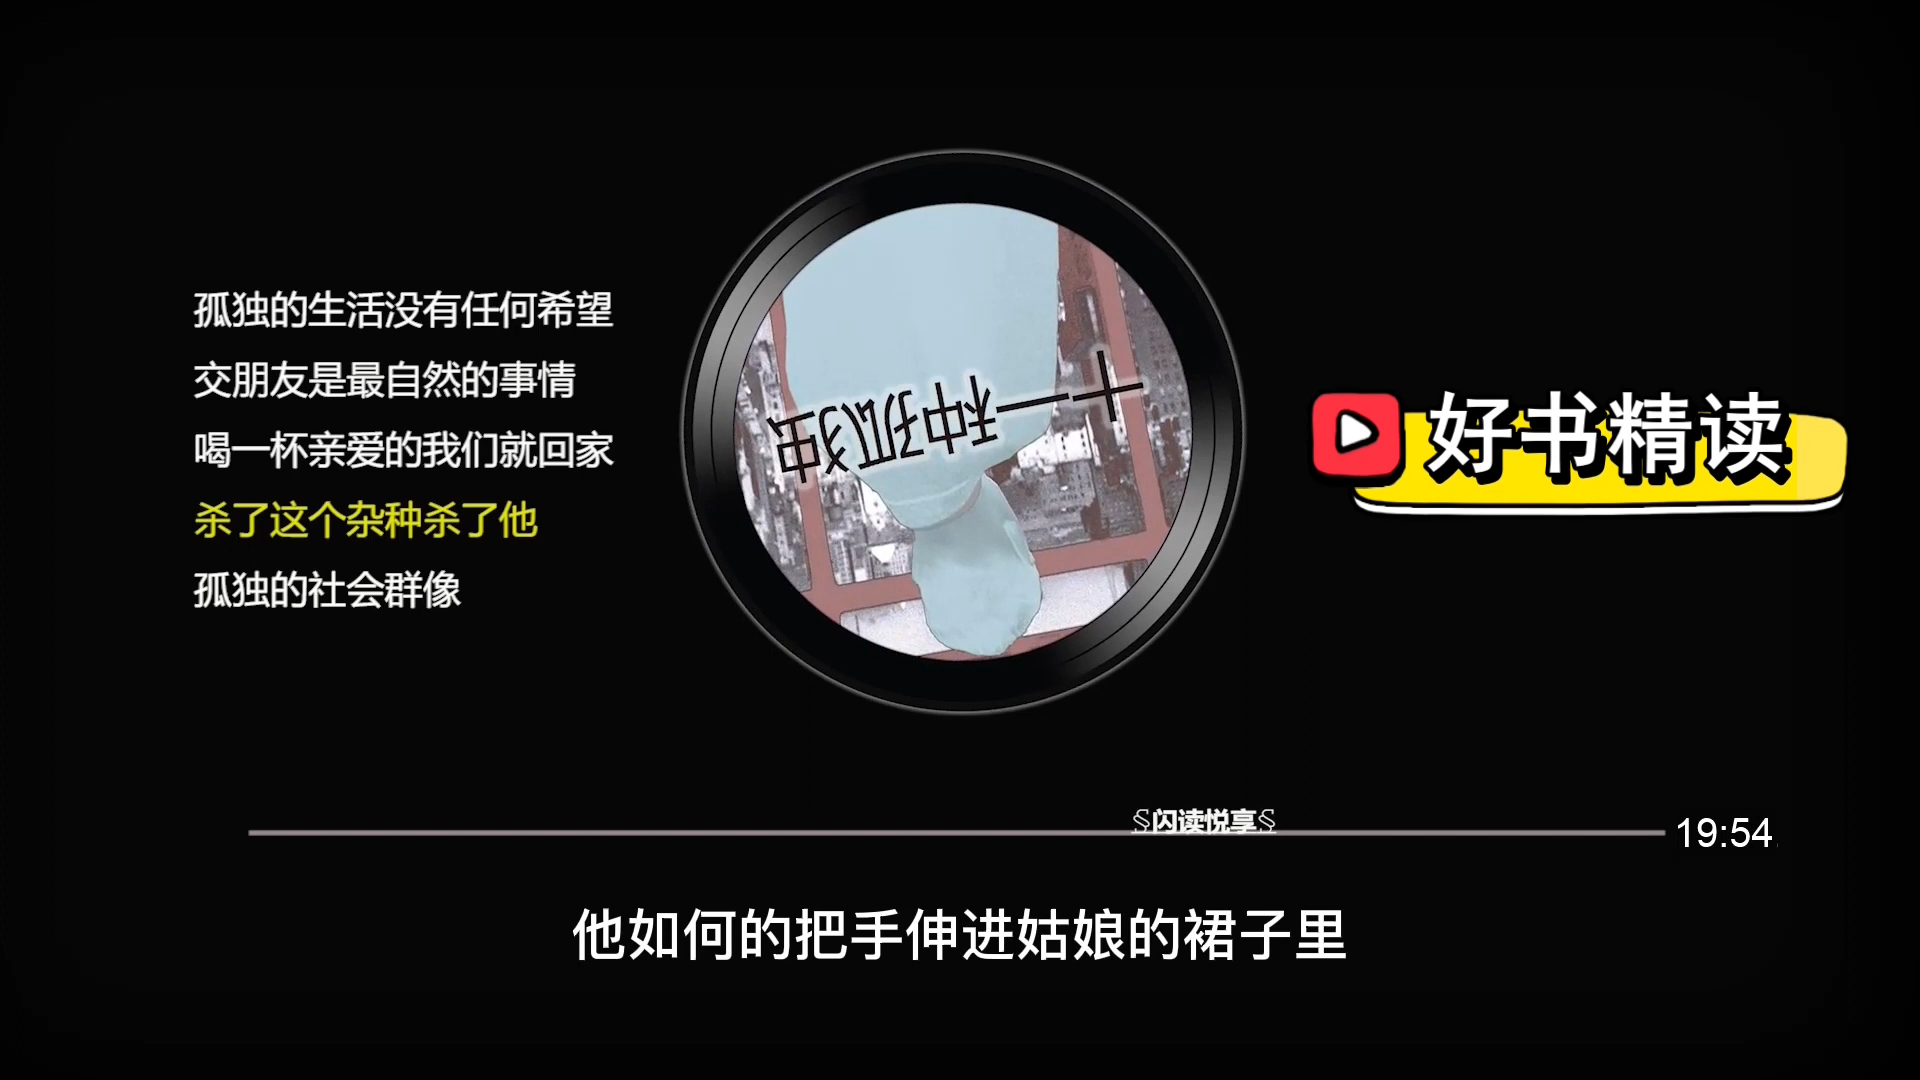 孤独的生活没有任何希望
交朋友是最自然的事情
喝一杯亲爱的我们就回家
杀了这个杂种杀了他
孤独的社会群像
十一种孤独
好书精读
§闪读悦享§
19:54
他如何的把手伸进姑娘的裙子里